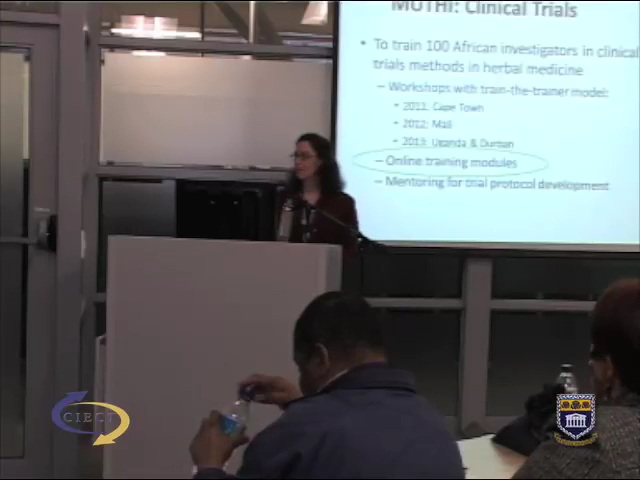 MUTHI: Clinical Trials
• To train 100 African investigators in clinical
trials methods in herbal medicine
– Workshops with train-the-trainer model:
• 2011: Cape Town
• 2012: Mali
• 2013: Uganda & Durban
– Online training modules
– Mentoring for trial protocol development
CIECT